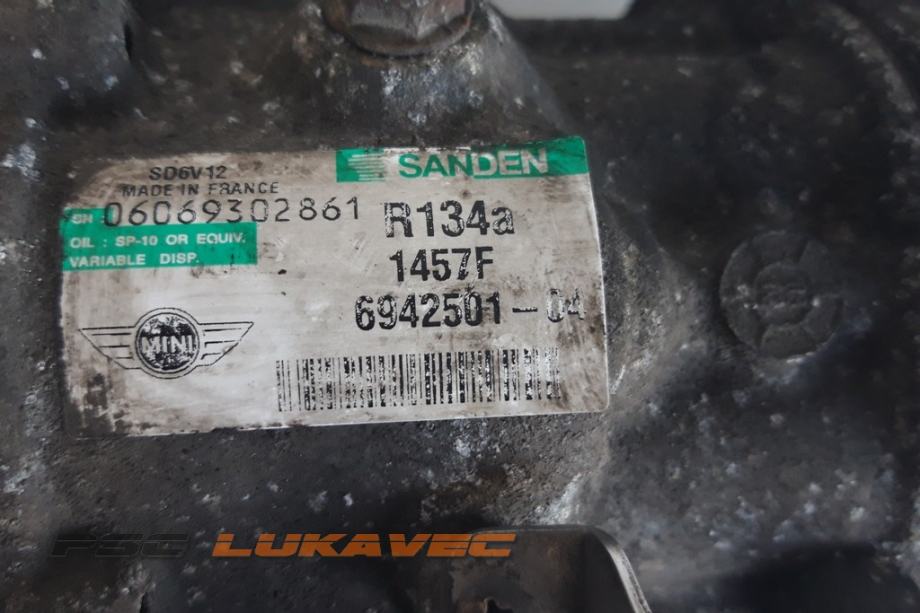 SANDEN
SD6V12
MADE IN FRANCE
SN : 06069302861
R134a
OIL : SP-10 OR EQUIV.
VARIABLE DISP.
1457F
6942501-04
MINI
PSC LUKAVEC